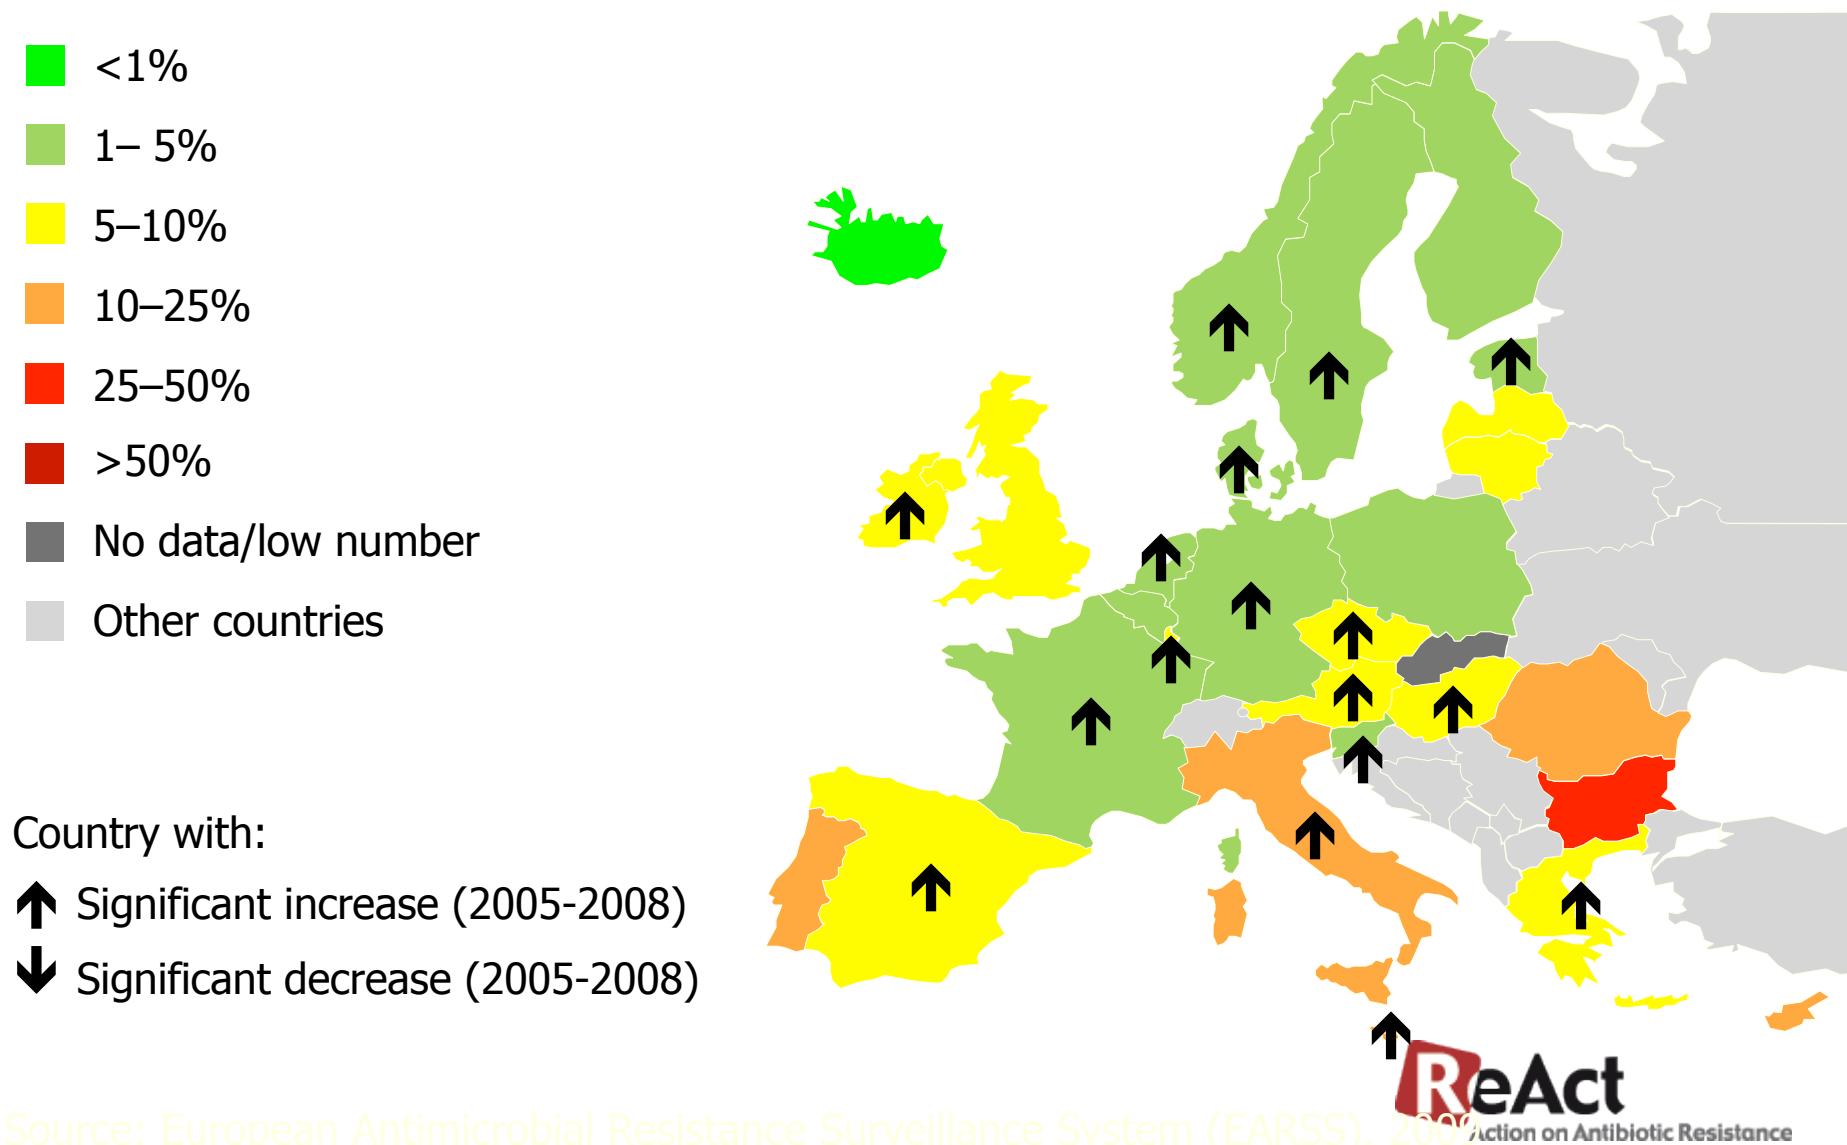 <1%
1– 5%
5–10%
10–25%
25–50%
>50%
No data/low number
Other countries
Country with:
Significant increase (2005-2008)
Significant decrease (2005-2008)
ReAct
Action on Antibiotic Resistance
Source: European Antimicrobial Resistance Surveillance System (EARSS), 2009